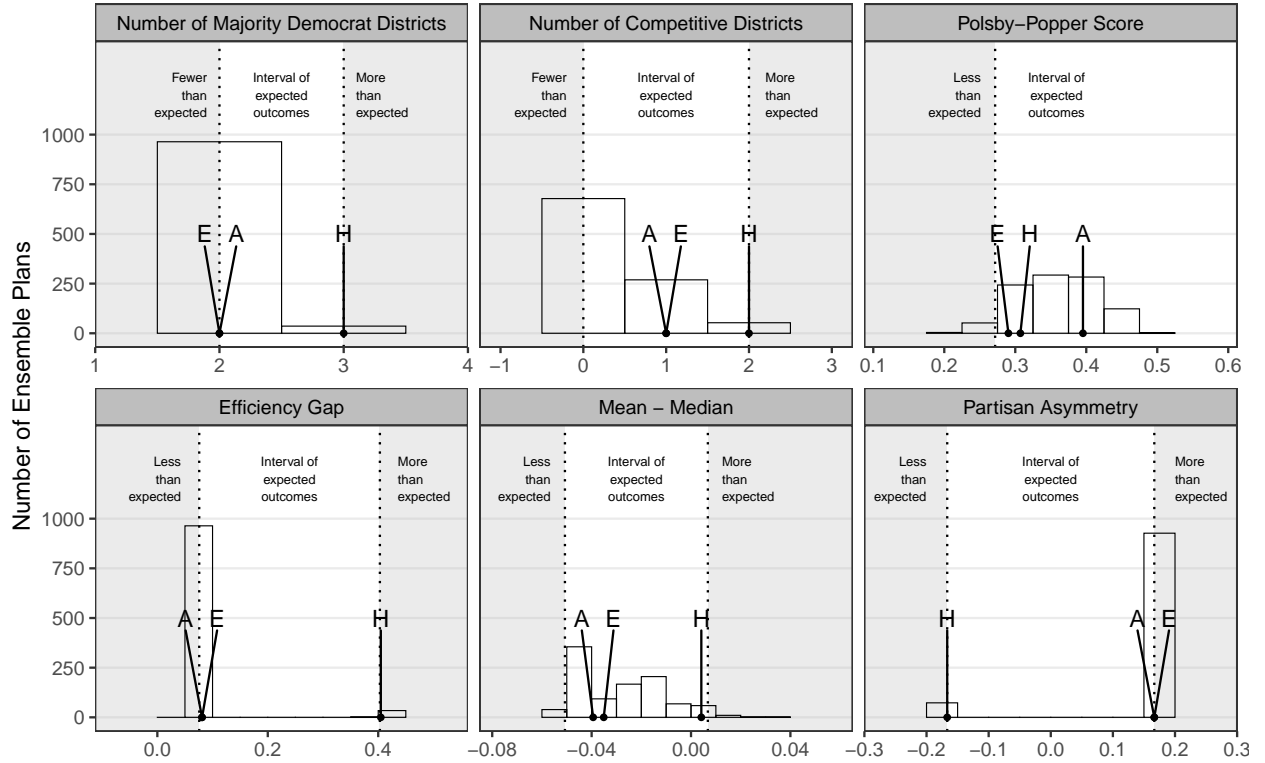 Number of Majority Democrat Districts
Number of Competitive Districts
Polsby−Popper Score
Fewer
than
expected
Interval of
expected
outcomes
More
than
expected
Fewer
than
expected
Interval of
expected
outcomes
More
than
expected
Less
than
expected
Interval of
expected
outcomes
1000
750
500
250
0
E A H
A E H
E H A
1 2 3 4
−1 0 1 2 3
0.1 0.2 0.3 0.4 0.5 0.6
Number of Ensemble Plans
Efficiency Gap
Mean − Median
Partisan Asymmetry
Less
than
expected
Interval of
expected
outcomes
More
than
expected
Less
than
expected
Interval of
expected
outcomes
More
than
expected
Less
than
expected
Interval of
expected
outcomes
More
than
expected
1000
750
500
250
0
A E H
A E H
H A E
0.0 0.2 0.4
−0.08 −0.04 0.00 0.04
−0.3 −0.2 −0.1 0.0 0.1 0.2 0.3